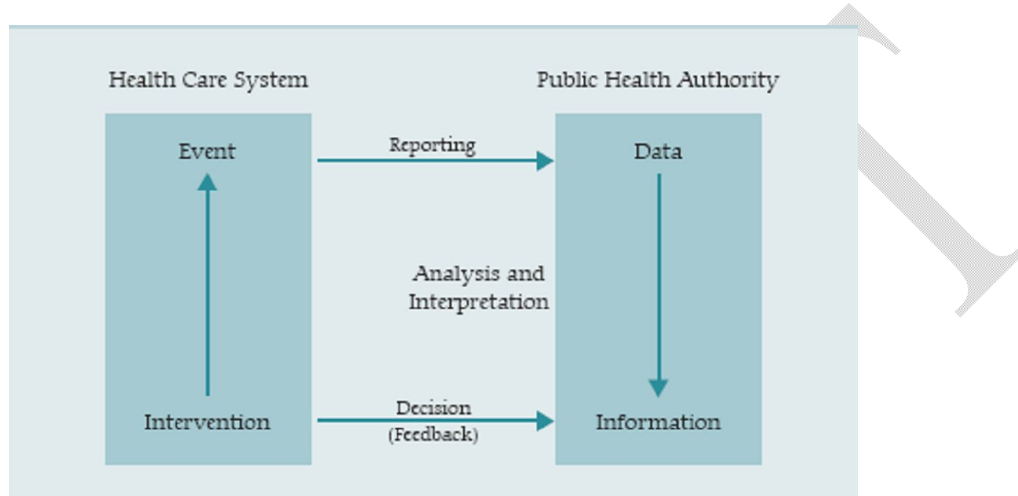 Health Care System
Public Health Authority
Event
Reporting
Data
Analysis and
Interpretation
Intervention
Decision
(Feedback)
Information